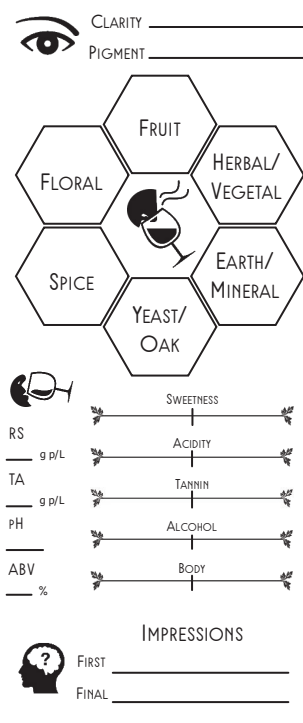 CLARITY
PIGMENT
FRUIT
FLORAL
HERBAL/
VEGETAL
SPICE
EARTH/
MINERAL
YEAST/
OAK
SWEETNESS
RS
g p/L
ACIDITY
TA
g p/L
TANNIN
pH
ALCOHOL
ABV
%
BODY
IMPRESSIONS
?
FIRST
FINAL